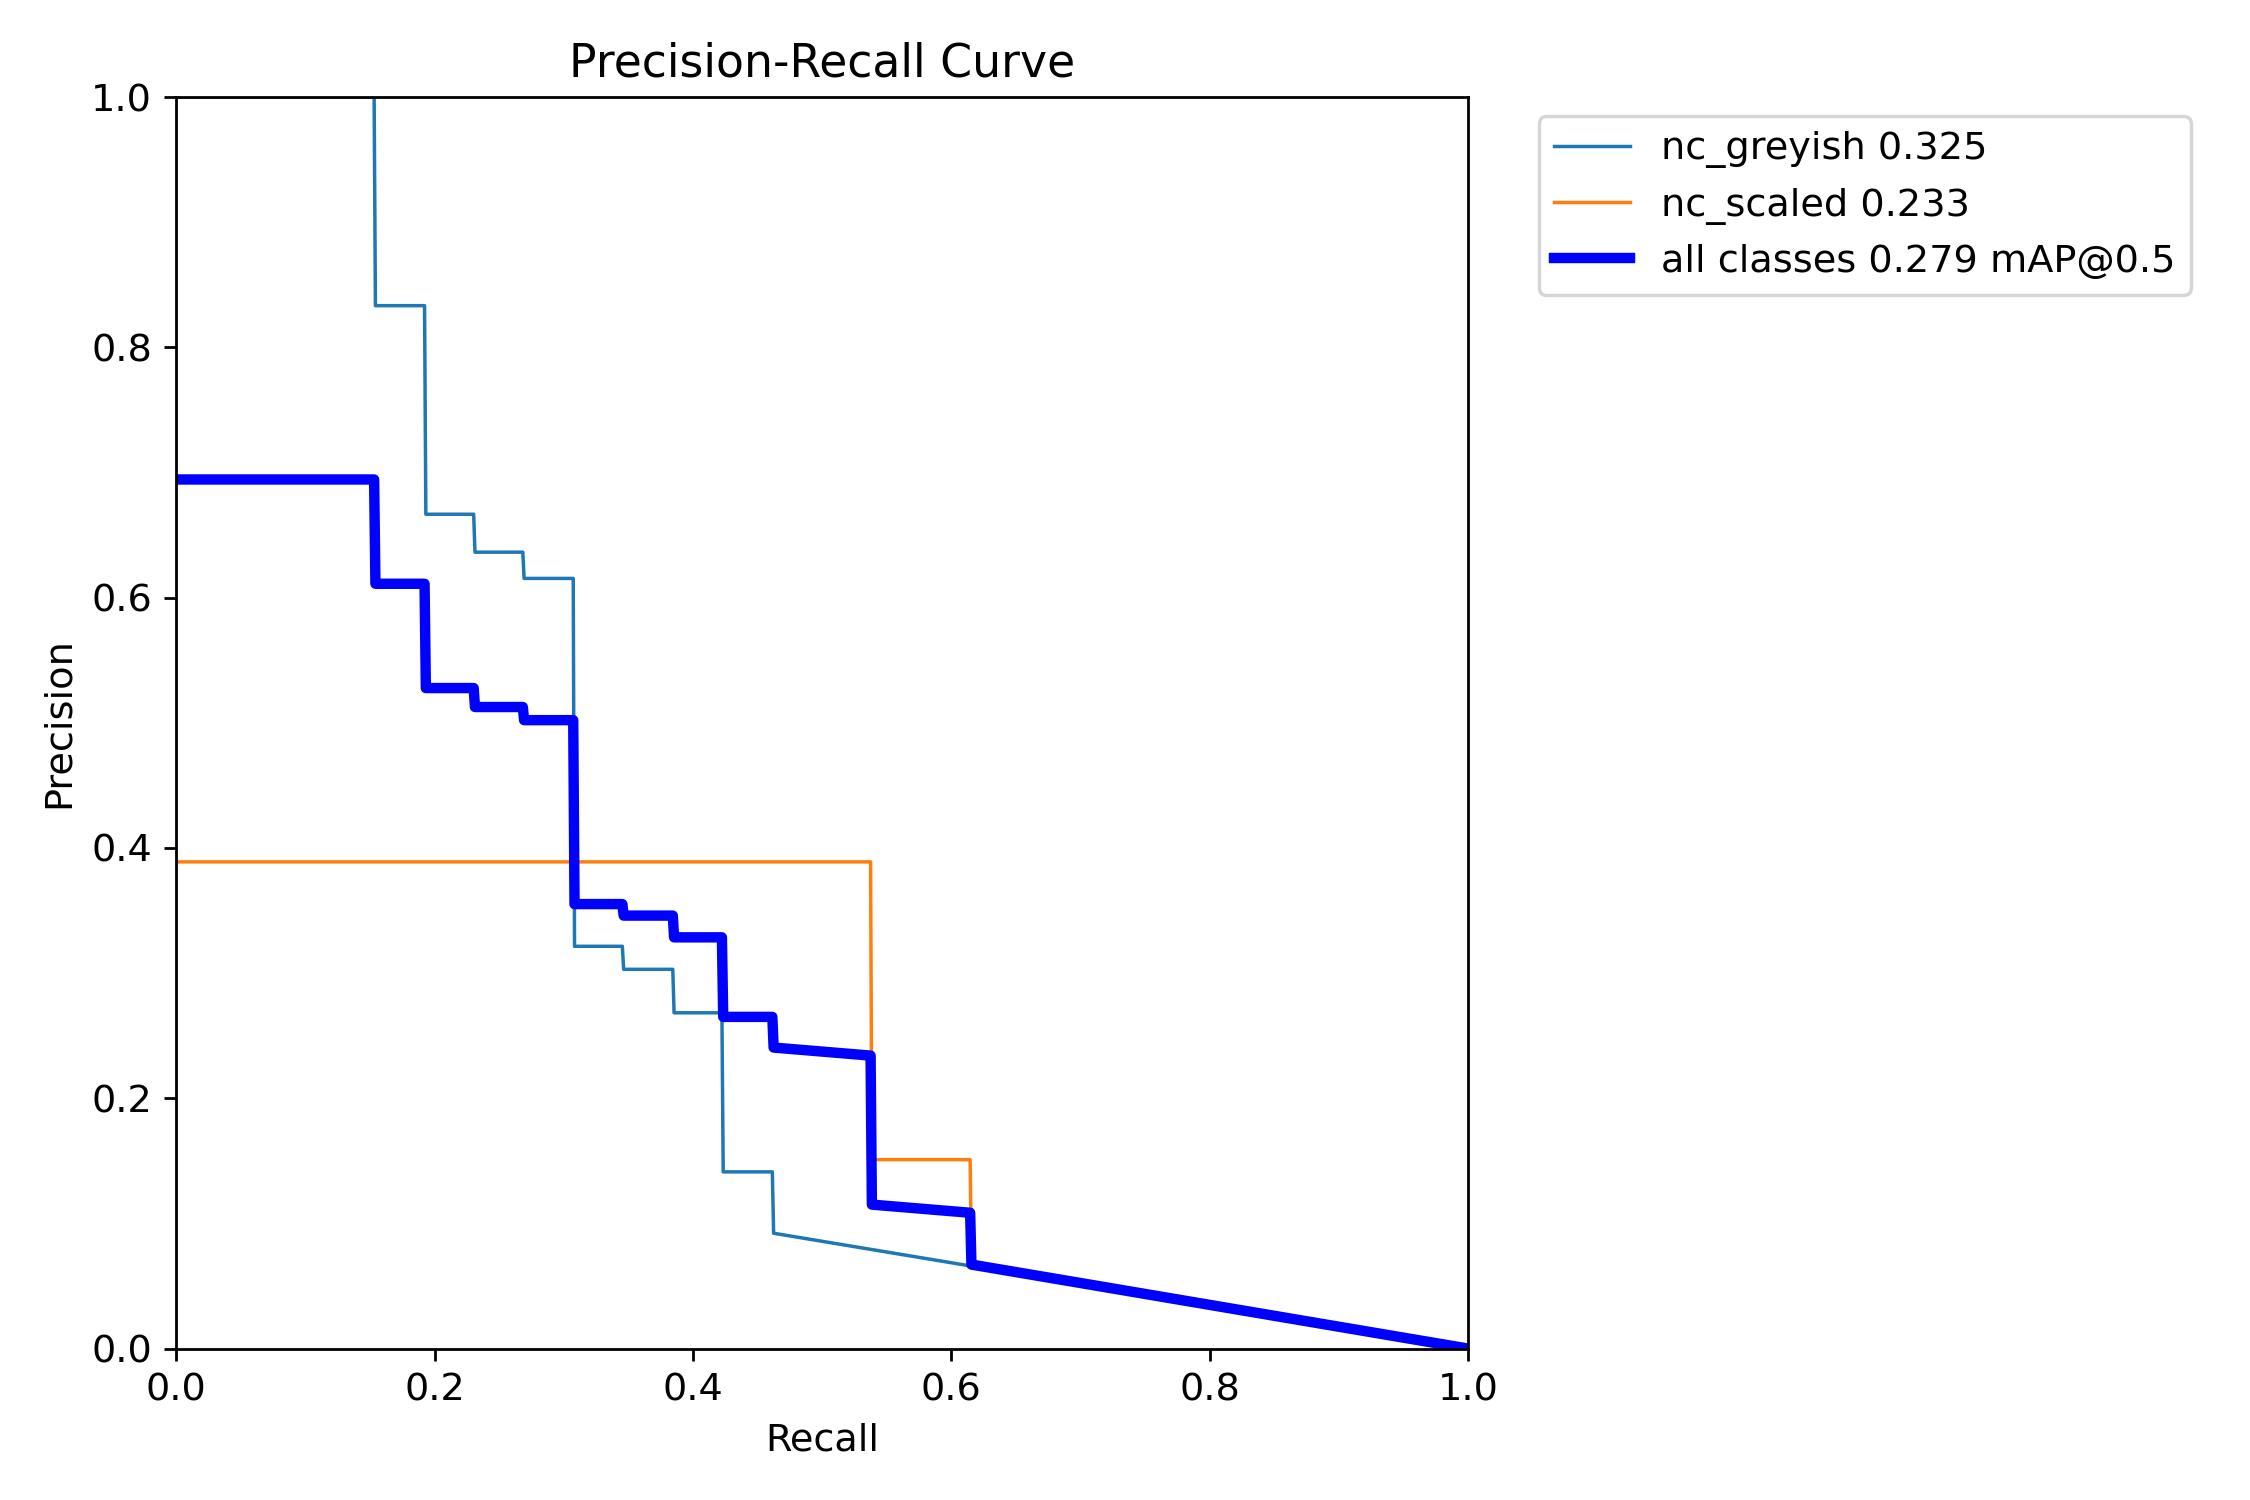 Precision-Recall Curve
1.0
0.8
0.6
0.4
0.2
0.0
Precision
0.0 0.2 0.4 0.6 0.8 1.0
Recall
nc_greyish 0.325
nc_scaled 0.233
all classes 0.279 mAP@0.5